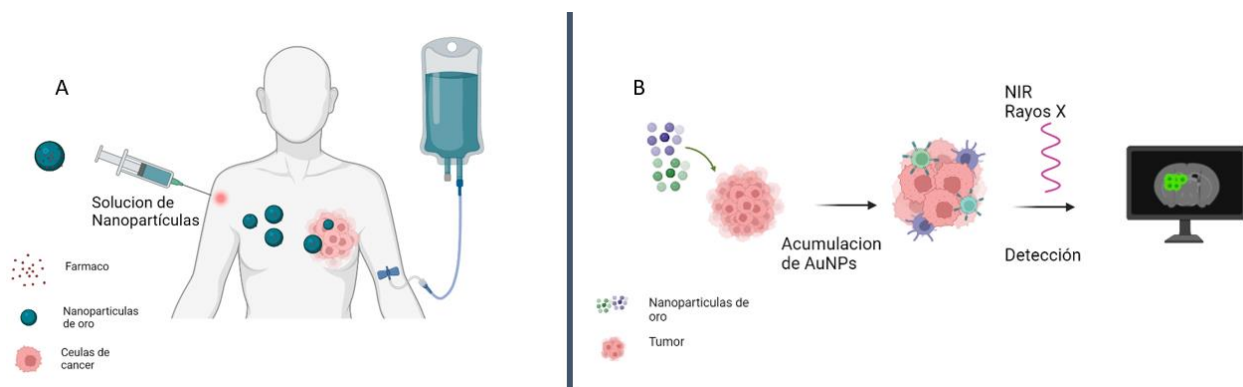 A
Solucion de
Nanopartículas
Farmaco
Nanoparticulas
de oro
Ceulas de
cancer
B
NIR
Rayos X
Acumulacion
de AuNPs
Detección
Nanoparticulas de
oro
Tumor